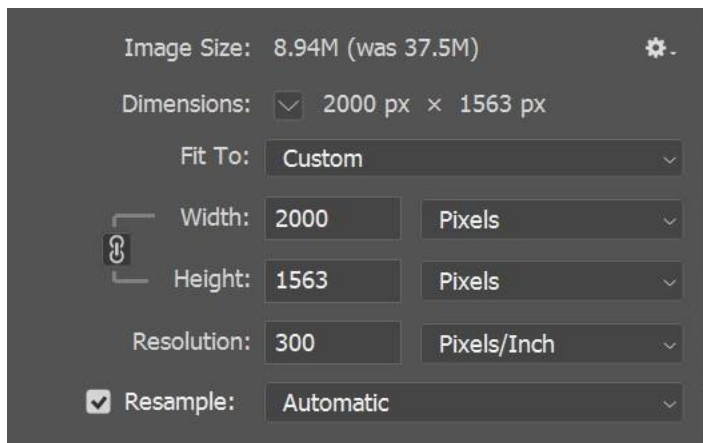 Image Size: 8.94M (was 37.5M)
Dimensions: 2000 px × 1563 px
Fit To: Custom
Width: 2000 Pixels
Height: 1563 Pixels
Resolution: 300 Pixels/Inch
Resample: Automatic